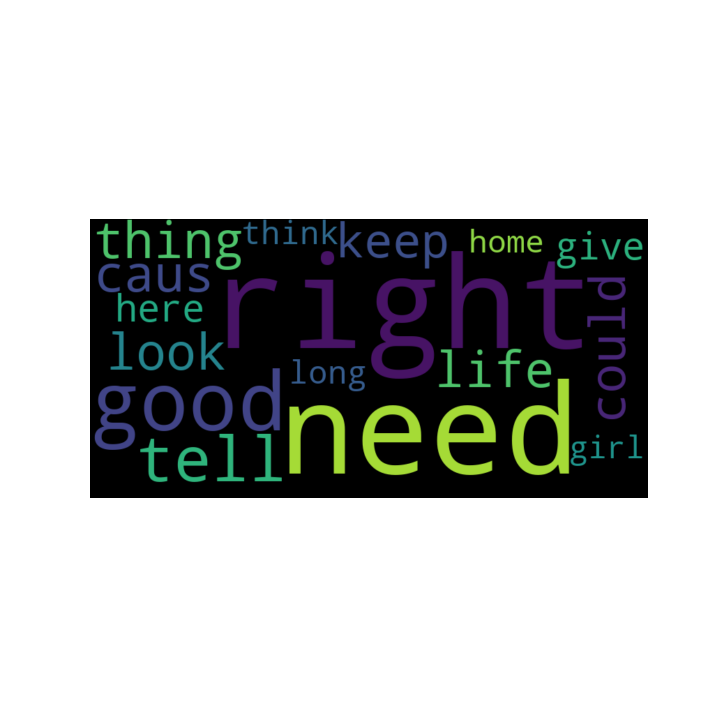 thing
think
keep
home
give
caus
right
here
could
look
long
life
good
need
tell
girl